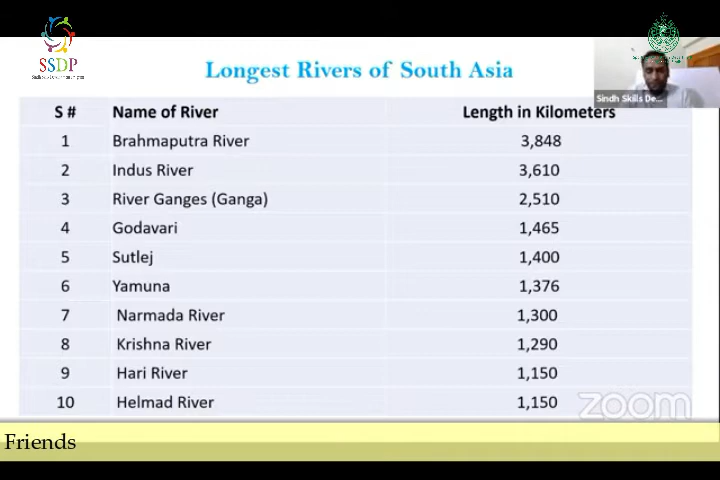 SSDP
Longest Rivers of South Asia
Sindh Skills De...
S # Name of River Length in Kilometers
1 Brahmaputra River 3,848
2 Indus River 3,610
3 River Ganges (Ganga) 2,510
4 Godavari 1,465
5 Sutlej 1,400
6 Yamuna 1,376
7 Narmada River 1,300
8 Krishna River 1,290
9 Hari River 1,150
10 Helmad River 1,150
zoom
Friends